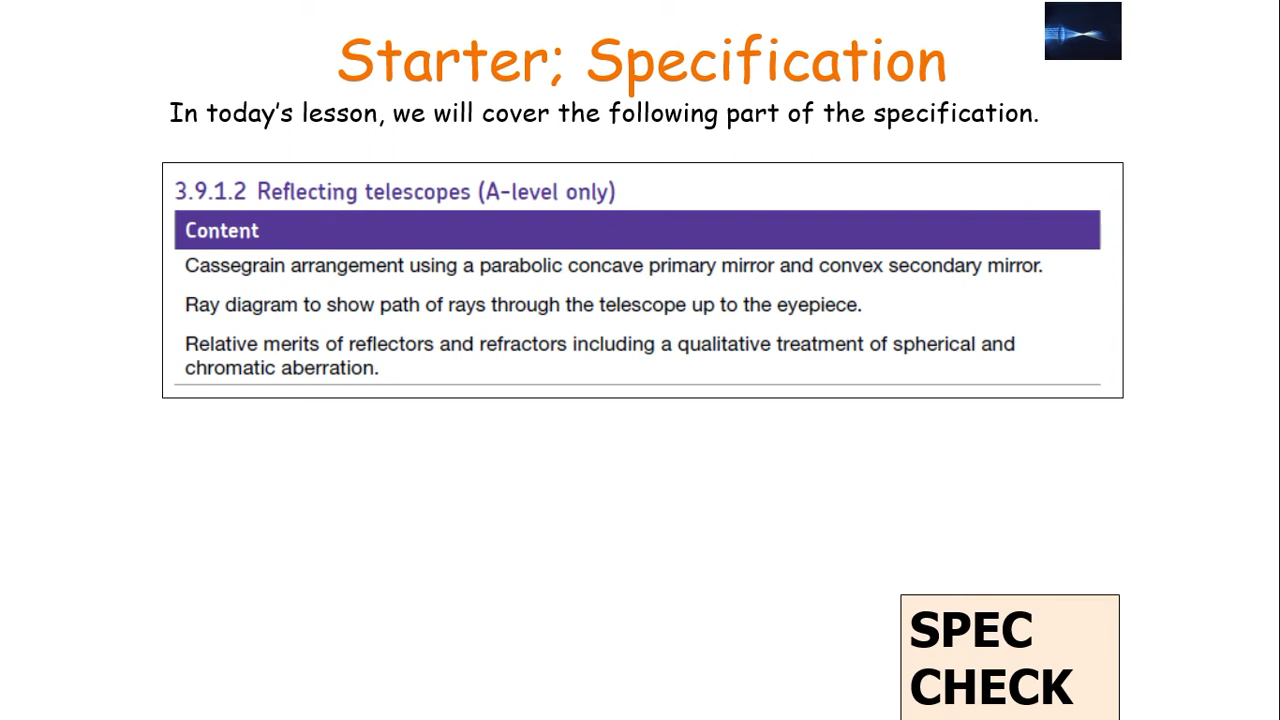 Starter; Specification
In today's lesson, we will cover the following part of the specification.
3.9.1.2 Reflecting telescopes (A-level only)
Content
Cassegrain arrangement using a parabolic concave primary mirror and convex secondary mirror.
Ray diagram to show path of rays through the telescope up to the eyepiece.
Relative merits of reflectors and refractors including a qualitative treatment of spherical and
chromatic aberration.
SPEC
CHECK